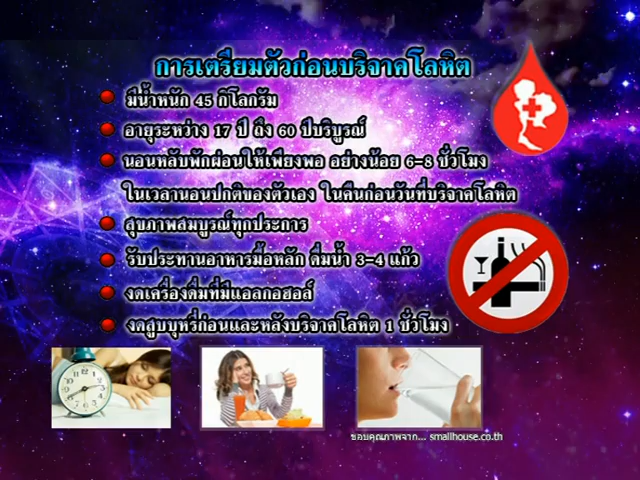 การเตรียมตัวก่อนบริจาคโลหิต
มีน้ำหนัก 45 กิโลกรัม
อายุระหว่าง 17 ปี ถึง 60 ปีบริบูรณ์
นอนหลับพักผ่อนให้เพียงพอ อย่างน้อย 6-8 ชั่วโมง
ในเวลานอนปกติของตัวเอง ในคืนก่อนวันที่บริจาคโลหิต
สุขภาพสมบูรณ์ทุกประการ
รับประทานอาหารมื้อหลัก ดื่มน้ำ 3-4 แก้ว
งดเครื่องดื่มที่มีแอลกอฮอล์
งดสูบบุหรี่ก่อนและหลังบริจาคโลหิต 1 ชั่วโมง
ขอบคุณภาพจาก... smallhouse.co.th